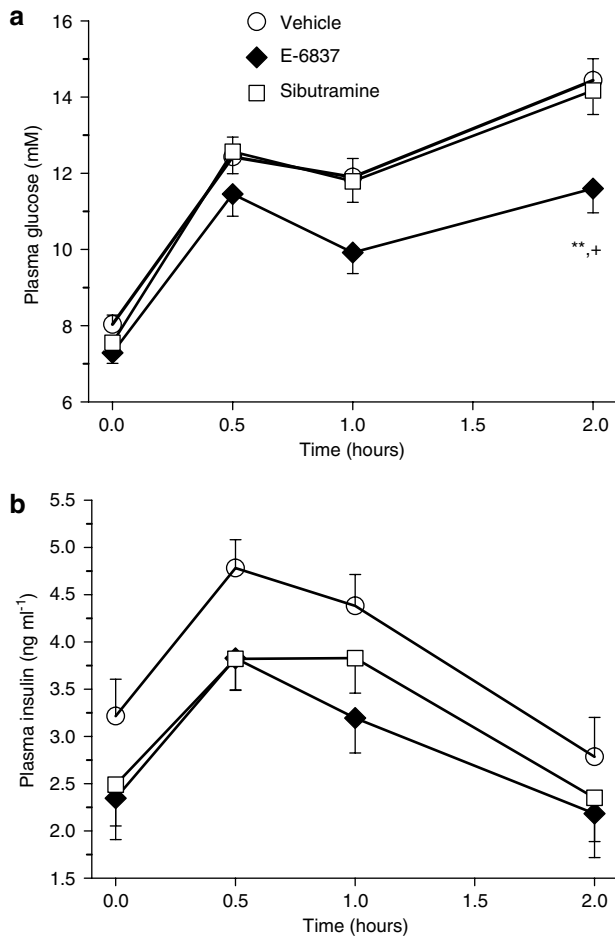 a
Vehicle
E-6837
Sibutramine
Plasma glucose (mM)
16
14
12
10
8
6
**,+
0.0 0.5 1.0 1.5 2.0
Time (hours)
b
Plasma insulin (ng ml⁻¹)
5.5
5.0
4.5
4.0
3.5
3.0
2.5
2.0
1.5
0.0 0.5 1.0 1.5 2.0
Time (hours)